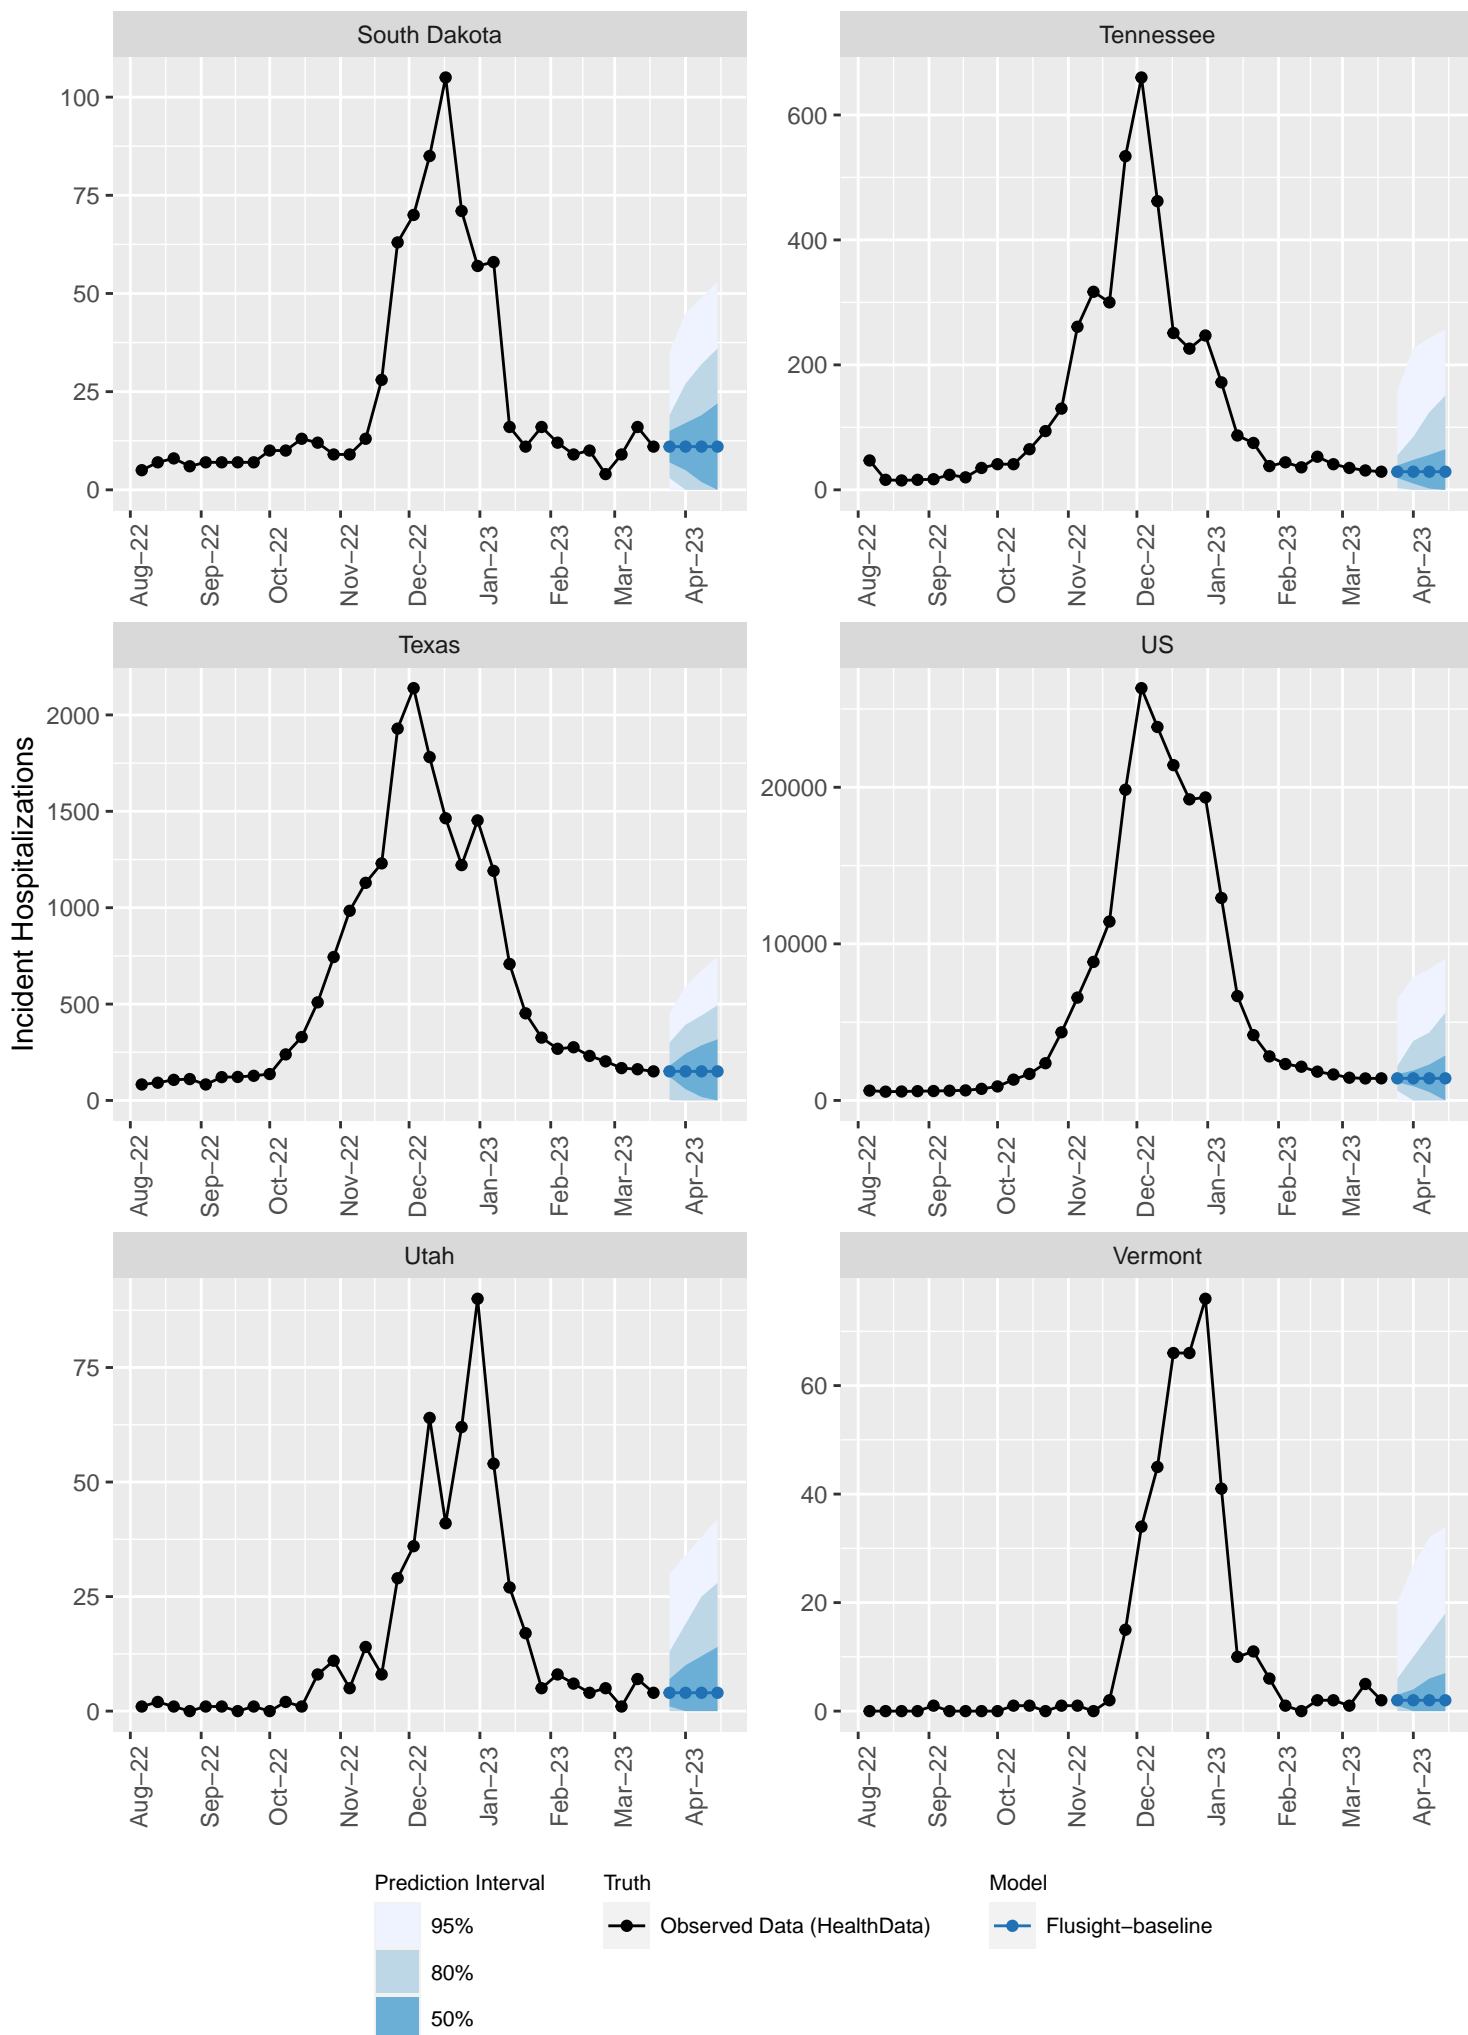 South Dakota
Tennessee
100
75
50
25
0
600
400
200
0
Aug−22 Sep−22 Oct−22 Nov−22 Dec−22 Jan−23 Feb−23 Mar−23 Apr−23
Aug−22 Sep−22 Oct−22 Nov−22 Dec−22 Jan−23 Feb−23 Mar−23 Apr−23
Incident Hospitalizations
Texas
US
2000
1500
1000
500
0
20000
10000
0
Aug−22 Sep−22 Oct−22 Nov−22 Dec−22 Jan−23 Feb−23 Mar−23 Apr−23
Aug−22 Sep−22 Oct−22 Nov−22 Dec−22 Jan−23 Feb−23 Mar−23 Apr−23
Utah
Vermont
75
50
25
0
60
40
20
0
Aug−22 Sep−22 Oct−22 Nov−22 Dec−22 Jan−23 Feb−23 Mar−23 Apr−23
Aug−22 Sep−22 Oct−22 Nov−22 Dec−22 Jan−23 Feb−23 Mar−23 Apr−23
Prediction Interval
95%
80%
50%
Truth
Observed Data (HealthData)
Model
Flusight−baseline